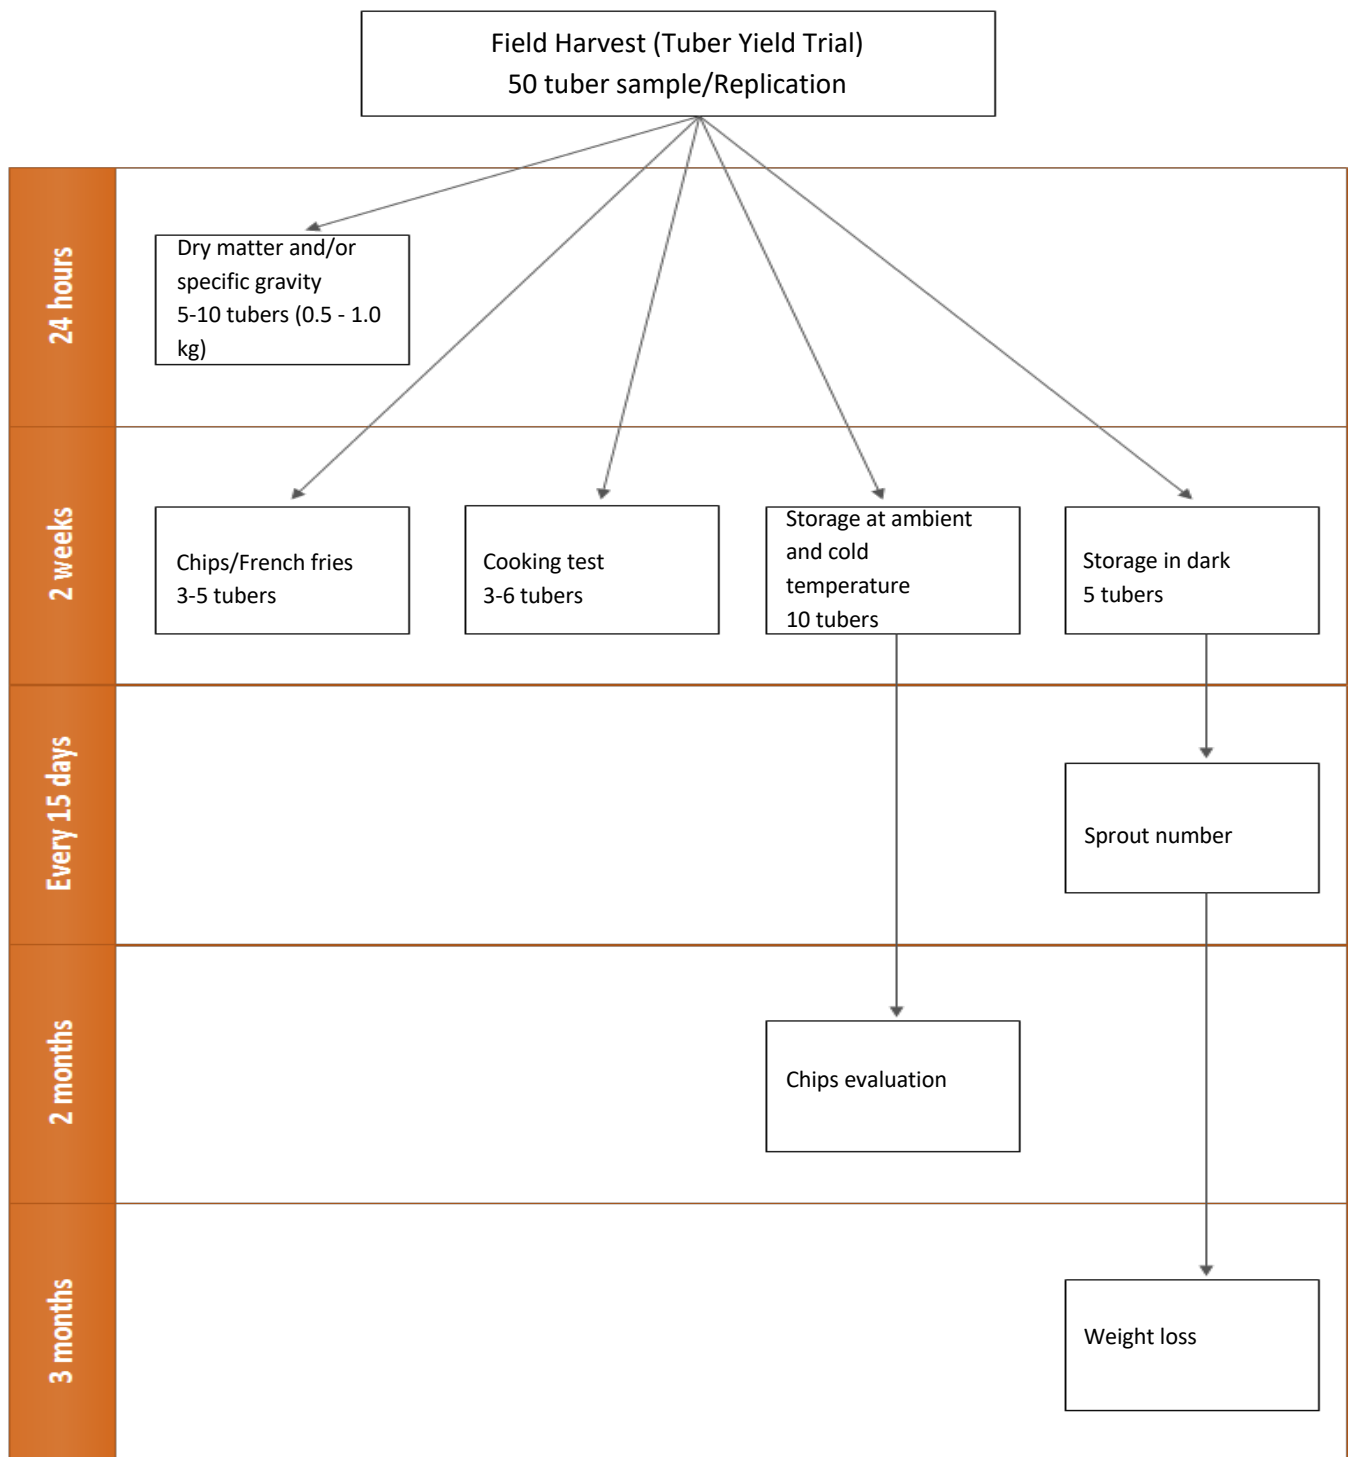 Field Harvest (Tuber Yield Trial)
50 tuber sample/Replication
24 hours
Dry matter and/or
specific gravity
5-10 tubers (0.5 - 1.0
kg)
2 weeks
Chips/French fries
3-5 tubers
Cooking test
3-6 tubers
Storage at ambient
and cold
temperature
10 tubers
Storage in dark
5 tubers
Every 15 days
Sprout number
2 months
Chips evaluation
3 months
Weight loss